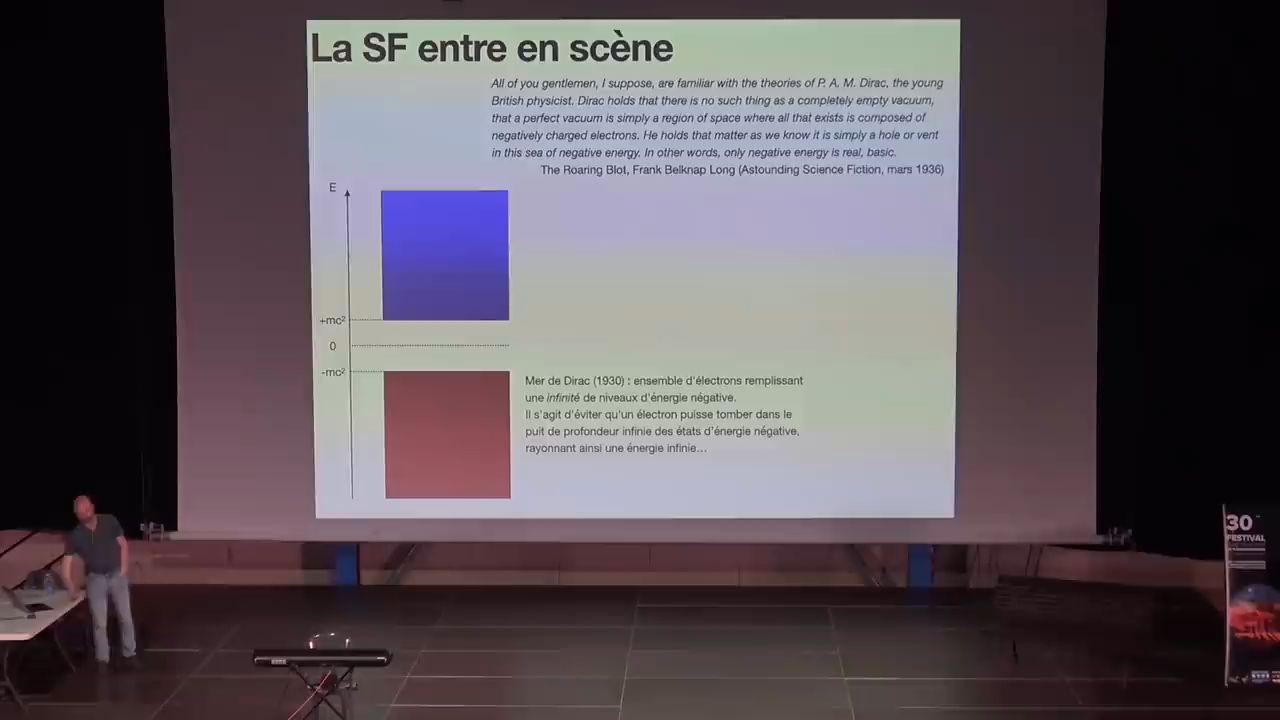 La SF entre en scène
All of you gentlemen, I suppose, are familiar with the theories of P. A. M. Dirac, the young
British physicist. Dirac holds that there is no such thing as a completely empty vacuum,
that a perfect vacuum is simply a region of space where all that exists is composed of
negatively charged electrons. He holds that matter as we know it is simply a hole or vent
in this sea of negative energy. In other words, only negative energy is real, basic.
The Roaring Blot, Frank Belknap Long (Astounding Science Fiction, mars 1936)
E
+mc²
0
-mc²
Mer de Dirac (1930) : ensemble d'électrons remplissant
une infinité de niveaux d'énergie négative.
Il s'agit d'éviter qu'un électron puisse tomber dans le
puit de profondeur infinie des états d'énergie négative,
rayonnant ainsi une énergie infinie…
30
FESTIVAL